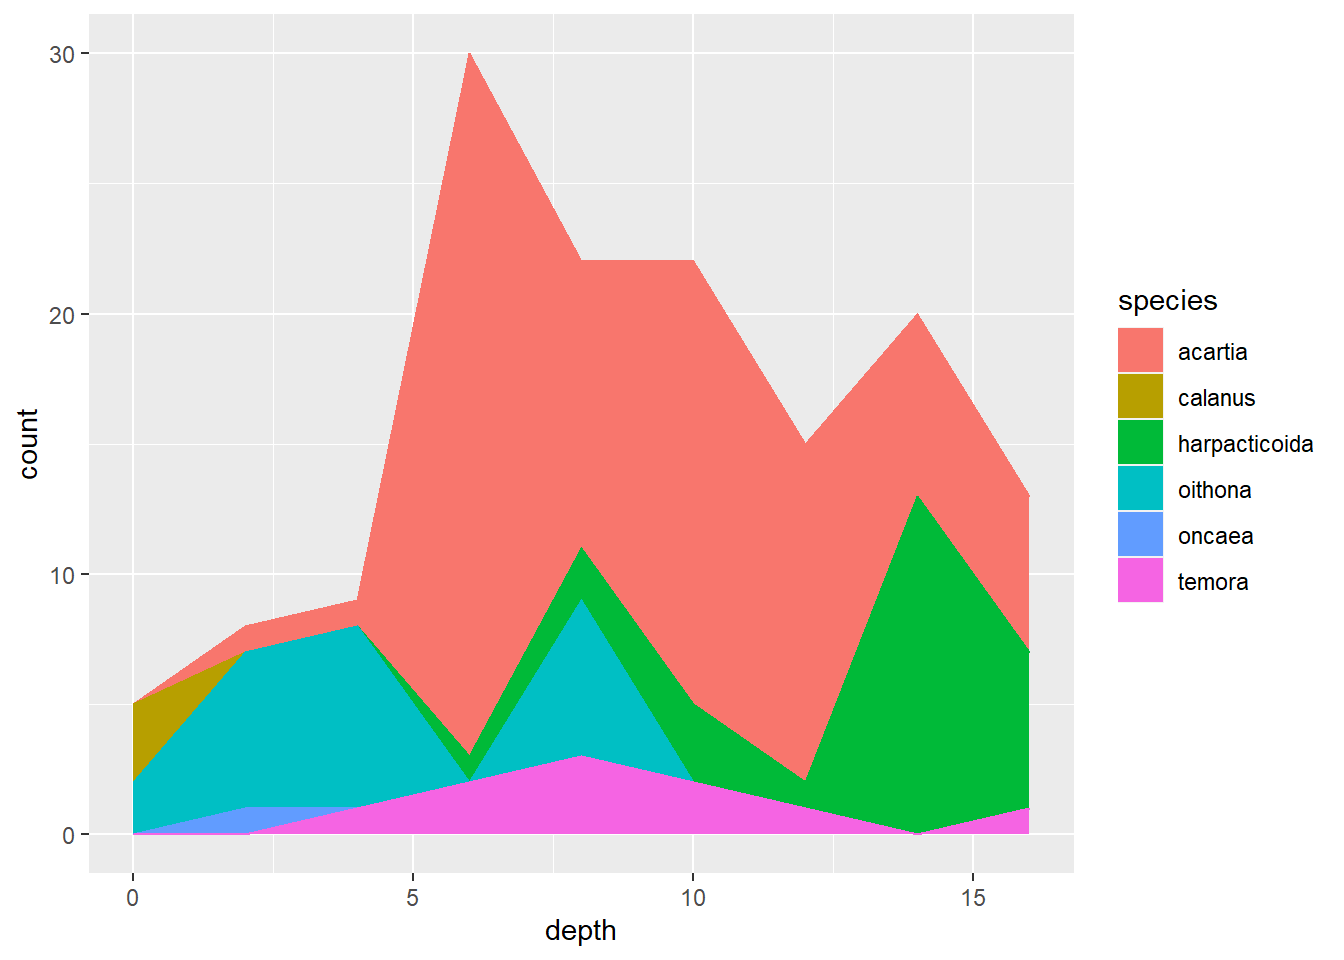 30
20
10
0
count
0 5 10 15
depth
species
acartia
calanus
harpacticoida
oithona
oncaea
temora